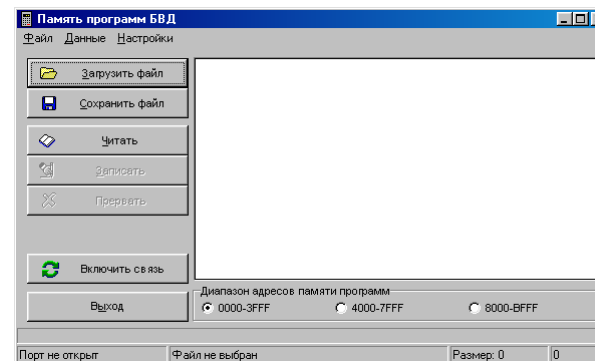 Память программ БВД
Файл Данные Настройки
Загрузить файл
Сохранить файл
Читать
Записать
Прервать
Включить связь
Выход
Диапазон адресов памяти программ
0000-3FFF 4000-7FFF 8000-BFFF
Порт не открыт Файл не выбран Размер: 0 0